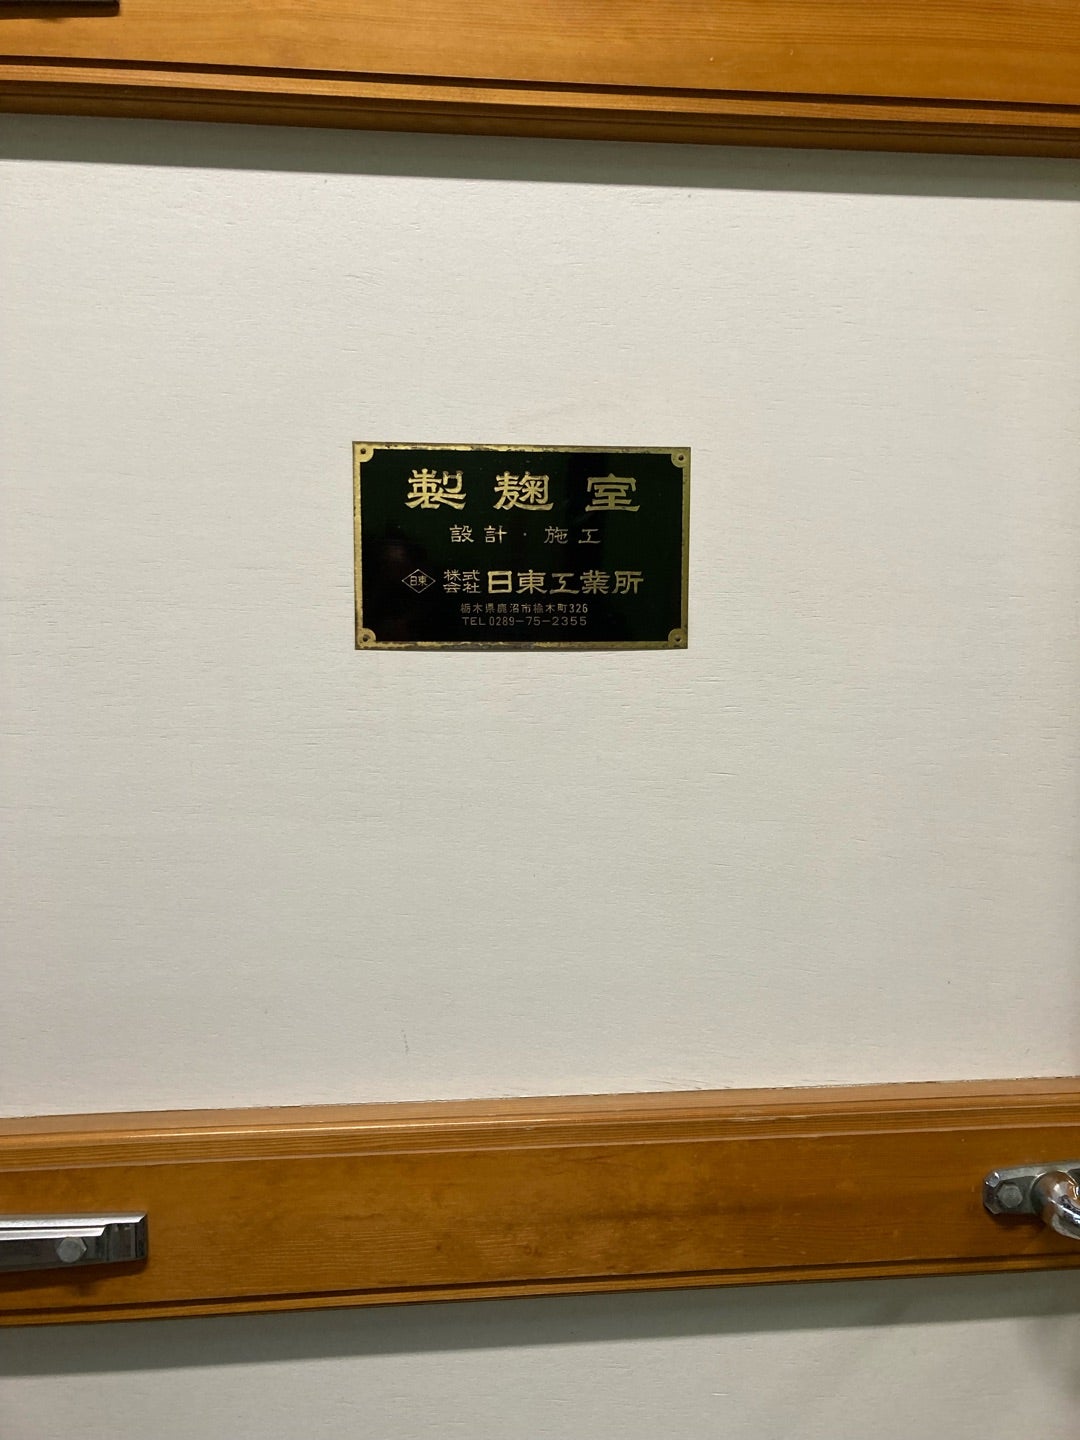 製麹室
設計・施工
日東 株式会社 日東工業所
栃木県鹿沼市楡木町326
TEL 0289-75-2355